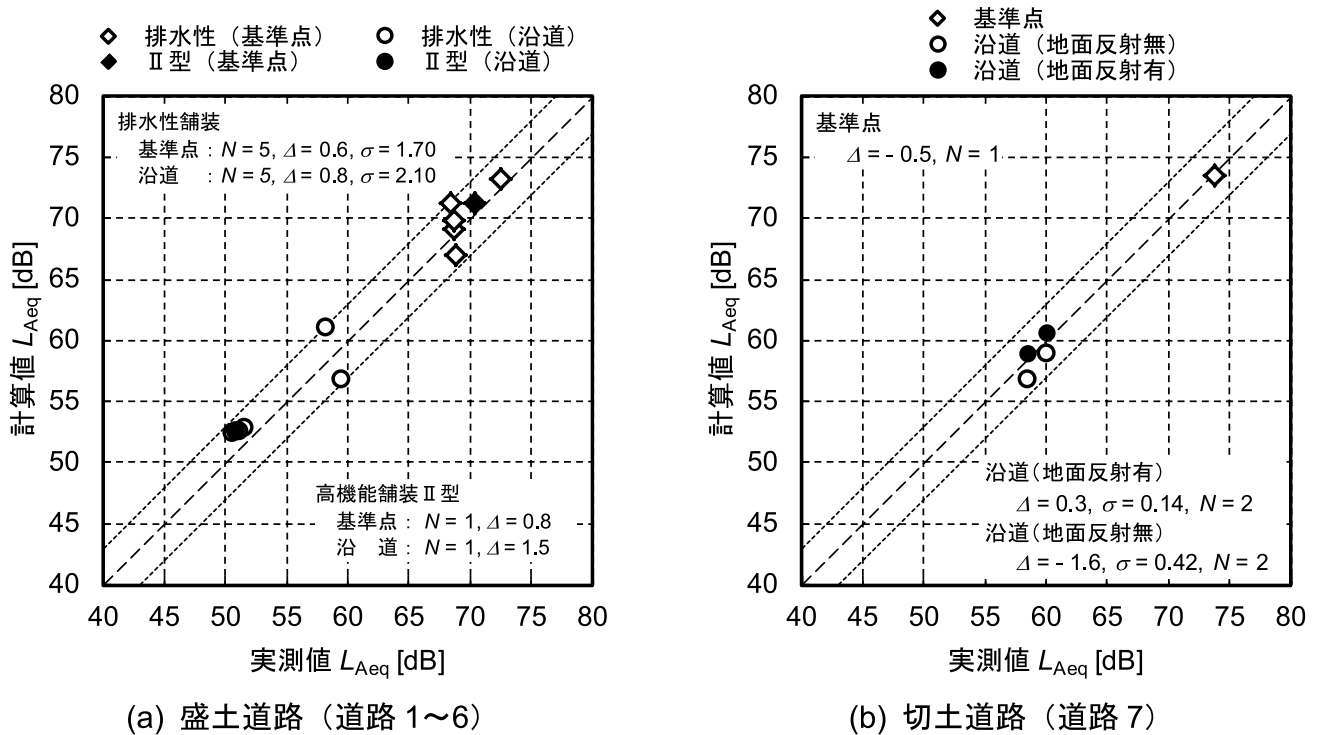 排水性（基準点） 排水性（沿道）
Ⅱ型（基準点） Ⅱ型（沿道）
80
75
70
65
60
55
50
45
40
計算値 LAeq [dB]
排水性舗装
基準点：N = 5, Δ= 0.6, σ = 1.70
沿道 ：N = 5, Δ= 0.8, σ = 2.10
高機能舗装Ⅱ型
基準点： N = 1, Δ= 0.8
沿 道 ： N = 1, Δ= 1.5
40 45 50 55 60 65 70 75 80
実測値 LAeq [dB]
(a) 盛土道路（道路 1～6）
基準点
沿道（地面反射無）
沿道（地面反射有）
80
75
70
65
60
55
50
45
40
計算値 LAeq [dB]
基準点
Δ= - 0.5, N = 1
沿道（地面反射有）
Δ= 0.3, σ = 0.14, N = 2
沿道（地面反射無）
Δ= - 1.6, σ = 0.42, N = 2
40 45 50 55 60 65 70 75 80
実測値 LAeq [dB]
(b) 切土道路（道路 7）